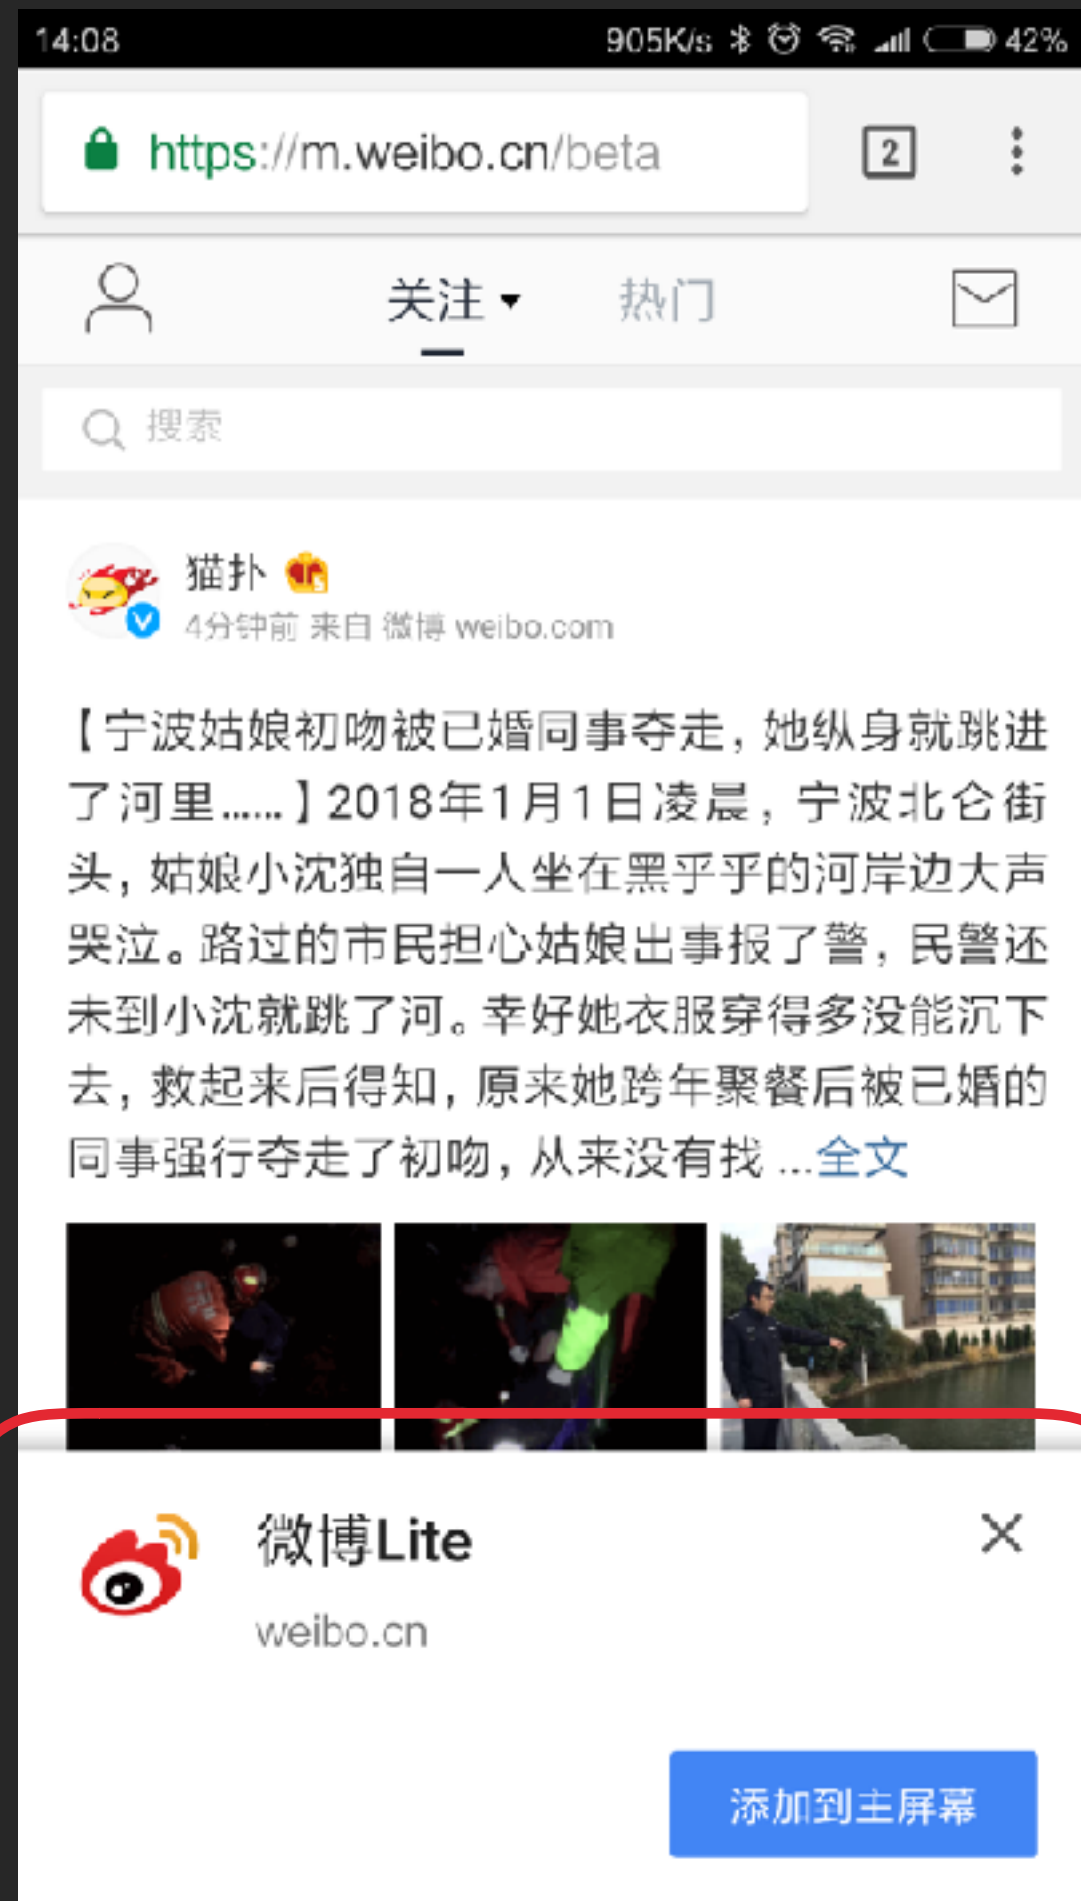 14:08
905K/s 42%
https://m.weibo.cn/beta
2
关注
热门
搜索
猫扑
4分钟前 来自 微博 weibo.com
【宁波姑娘初吻被已婚同事夺走，她纵身就跳进
了河里……】2018年1月1日凌晨，宁波北仑街
头，姑娘小沈独自一人坐在黑乎乎的河岸边大声
哭泣。路过的市民担心姑娘出事报了警，民警还
未到小沈就跳了河。幸好她衣服穿得多没能沉下
去，救起来后得知，原来她跨年聚餐后被已婚的
同事强行夺走了初吻，从来没有找 ...全文
微博Lite
weibo.cn
添加到主屏幕